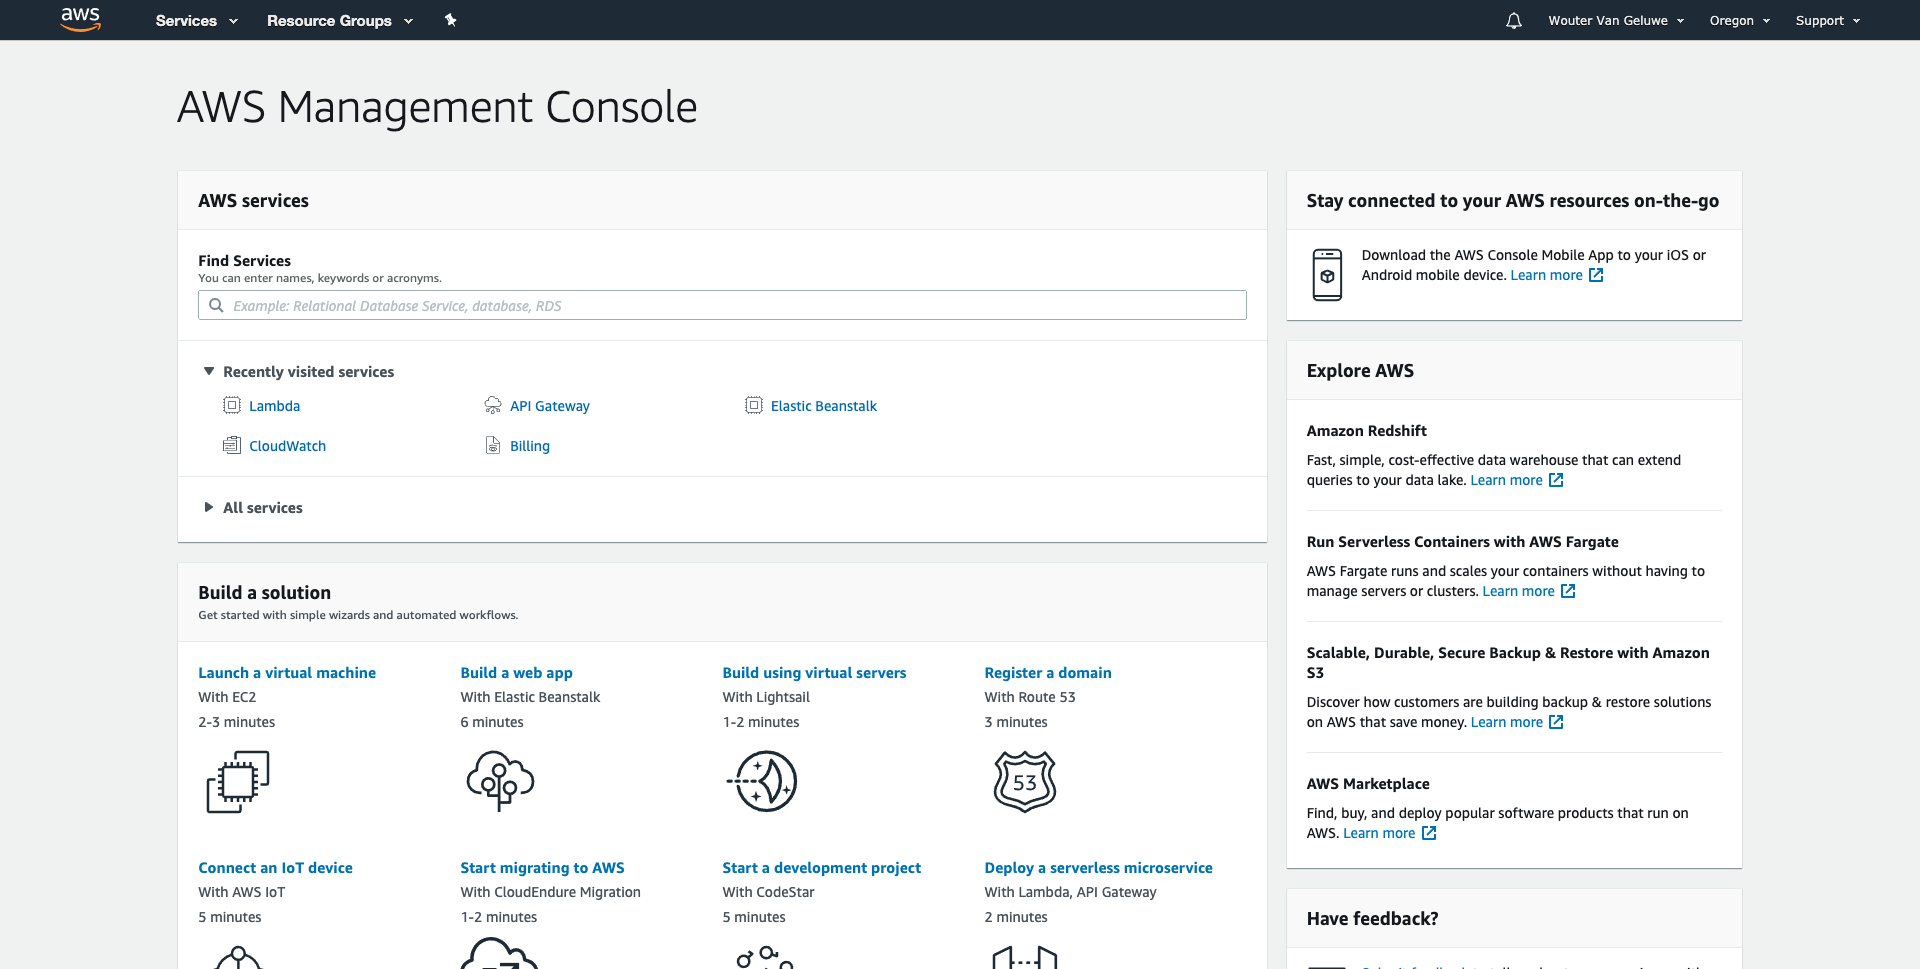 aws
Services
Resource Groups
Wouter Van Geluwe
Oregon
Support
AWS Management Console
AWS services
Find Services
You can enter names, keywords or acronyms.
Example: Relational Database Service, database, RDS
Recently visited services
Lambda
API Gateway
Elastic Beanstalk
CloudWatch
Billing
All services
Build a solution
Get started with simple wizards and automated workflows.
Launch a virtual machine
With EC2
2-3 minutes
Build a web app
With Elastic Beanstalk
6 minutes
Build using virtual servers
With Lightsail
1-2 minutes
Register a domain
With Route 53
3 minutes
53
Connect an IoT device
With AWS IoT
5 minutes
Start migrating to AWS
With CloudEndure Migration
1-2 minutes
Start a development project
With CodeStar
5 minutes
Deploy a serverless microservice
With Lambda, API Gateway
2 minutes
Stay connected to your AWS resources on-the-go
Download the AWS Console Mobile App to your iOS or
Android mobile device. Learn more
Explore AWS
Amazon Redshift
Fast, simple, cost-effective data warehouse that can extend
queries to your data lake. Learn more
Run Serverless Containers with AWS Fargate
AWS Fargate runs and scales your containers without having to
manage servers or clusters. Learn more
Scalable, Durable, Secure Backup & Restore with Amazon
S3
Discover how customers are building backup & restore solutions
on AWS that save money. Learn more
AWS Marketplace
Find, buy, and deploy popular software products that run on
AWS. Learn more
Have feedback?